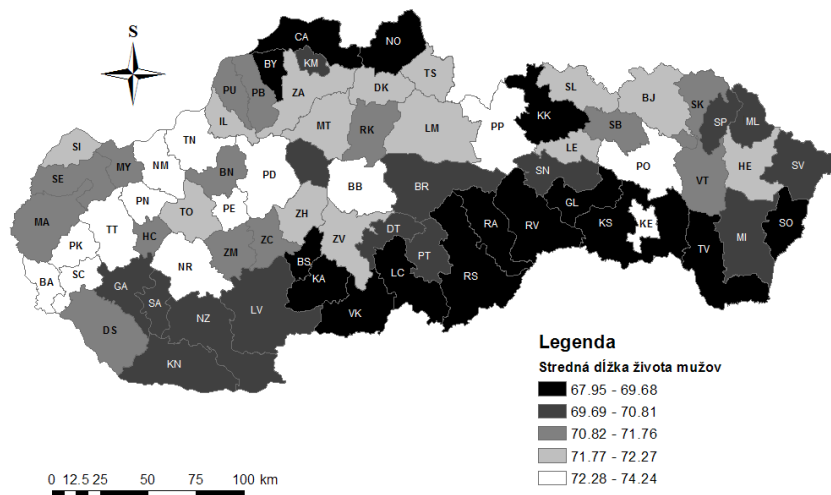 S
CA
NO
BY
KM
PU
PB
ZA
DK
TS
IL
MT
RK
LM
PP
KK
SL
BJ
SK
SP
ML
SB
LE
PO
SN
VT
HE
SV
SI
SE
MY
NM
TN
BN
PD
BB
BR
MA
PN
TO
PE
ZH
TT
HC
PK
NR
ZM
ZC
ZV
DT
PT
BS
KA
LC
RS
RA
RV
GL
KS
KE
TV
MI
SO
BA
SC
GA
SA
NZ
LV
VK
DS
KN
Legenda
Stredná dĺžka života mužov
67.95 - 69.68
69.69 - 70.81
70.82 - 71.76
71.77 - 72.27
72.28 - 74.24
0 12.5 25 50 75 100 km